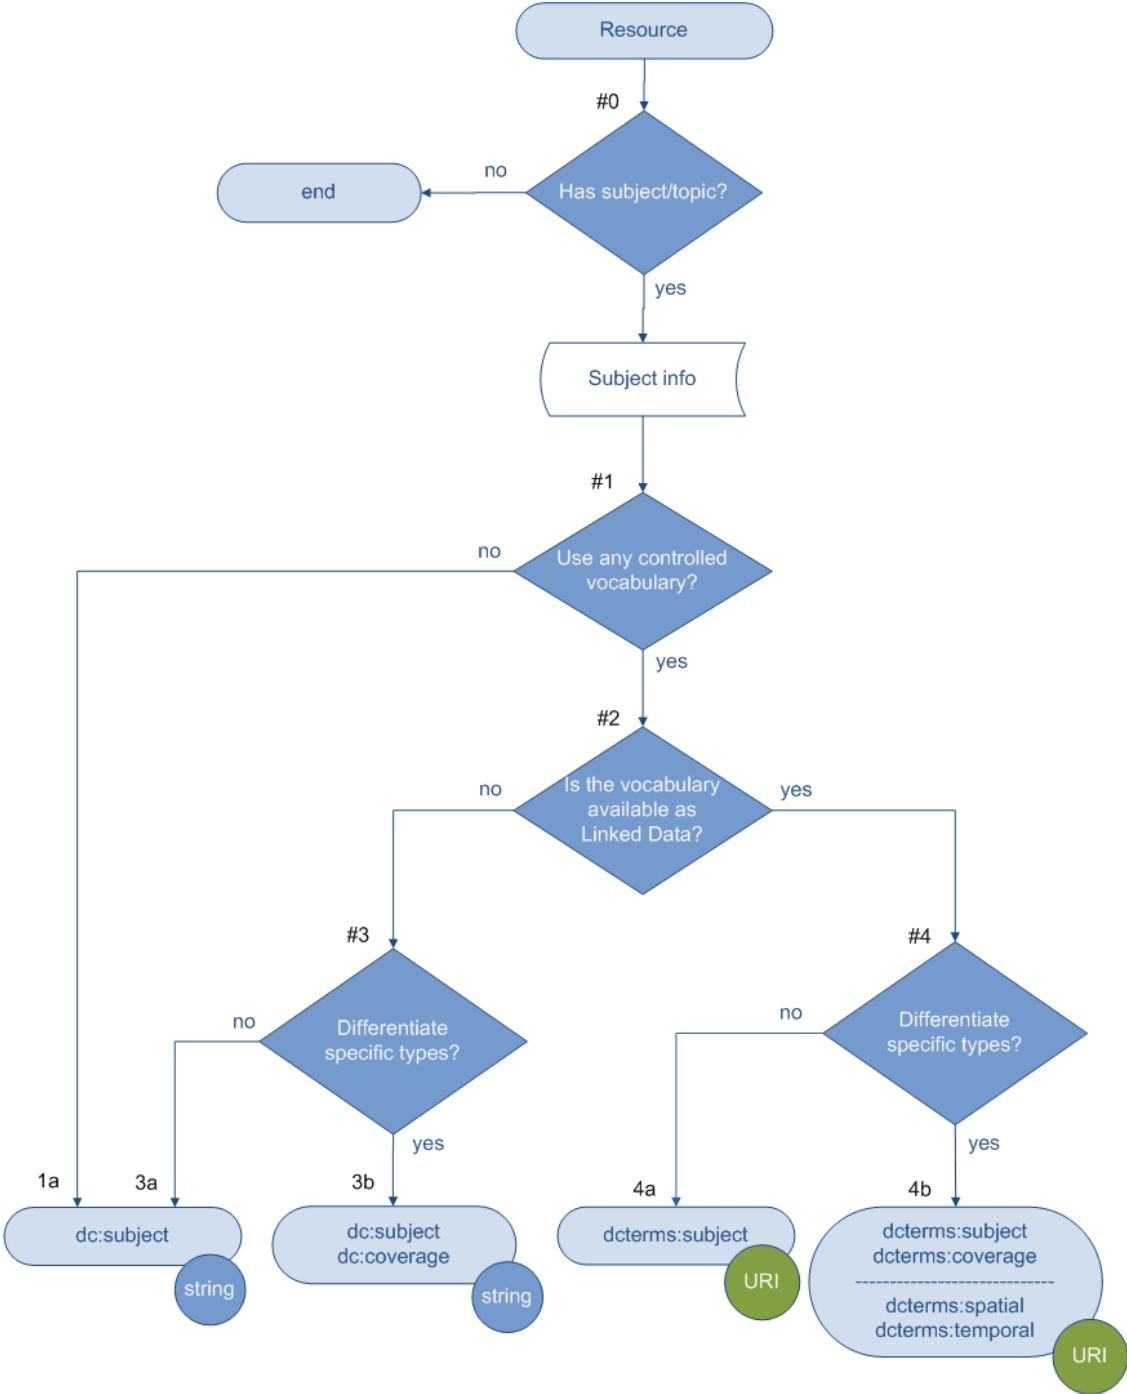 Resource
#0
Has subject/topic?
no
end
yes
Subject info
#1
Use any controlled
vocabulary?
no
yes
#2
Is the vocabulary
available as
Linked Data?
no
yes
#3
Differentiate
specific types?
no
yes
#4
Differentiate
specific types?
no
yes
1a
3a
dc:subject
string
3b
dc:subject
dc:coverage
string
4a
dcterms:subject
URI
4b
dcterms:subject
dcterms:coverage
-----------------------------
dcterms:spatial
dcterms:temporal
URI